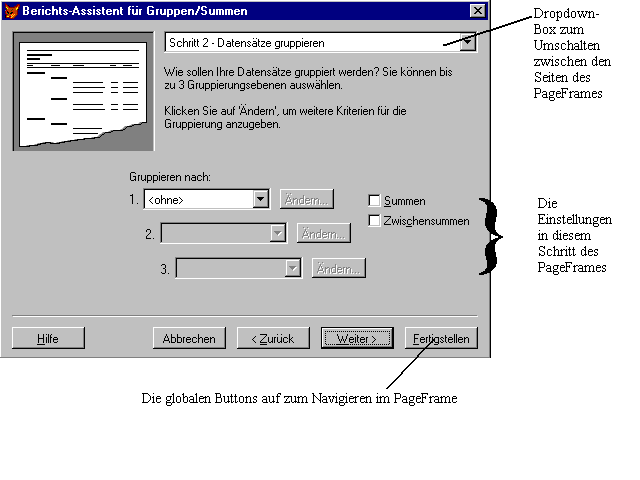 Berichts-Assistent für Gruppen/Summen
Schritt 2 - Datensätze gruppieren
Wie sollen Ihre Datensätze gruppiert werden? Sie können bis
zu 3 Gruppierungsebenen auswählen.
Klicken Sie auf 'Ändern', um weitere Kriterien für die
Gruppierung anzugeben.
Gruppieren nach:
1. <ohne> Ändern... Summen
Zwischensummen
2. Ändern...
3. Ändern...
Hilfe Abbrechen < Zurück Weiter > Fertigstellen
Dropdown-
Box zum
Umschalten
zwischen den
Seiten des
PageFrames
Die
Einstellungen
in diesem
Schritt des
PageFrames
Die globalen Buttons auf zum Navigieren im PageFrame